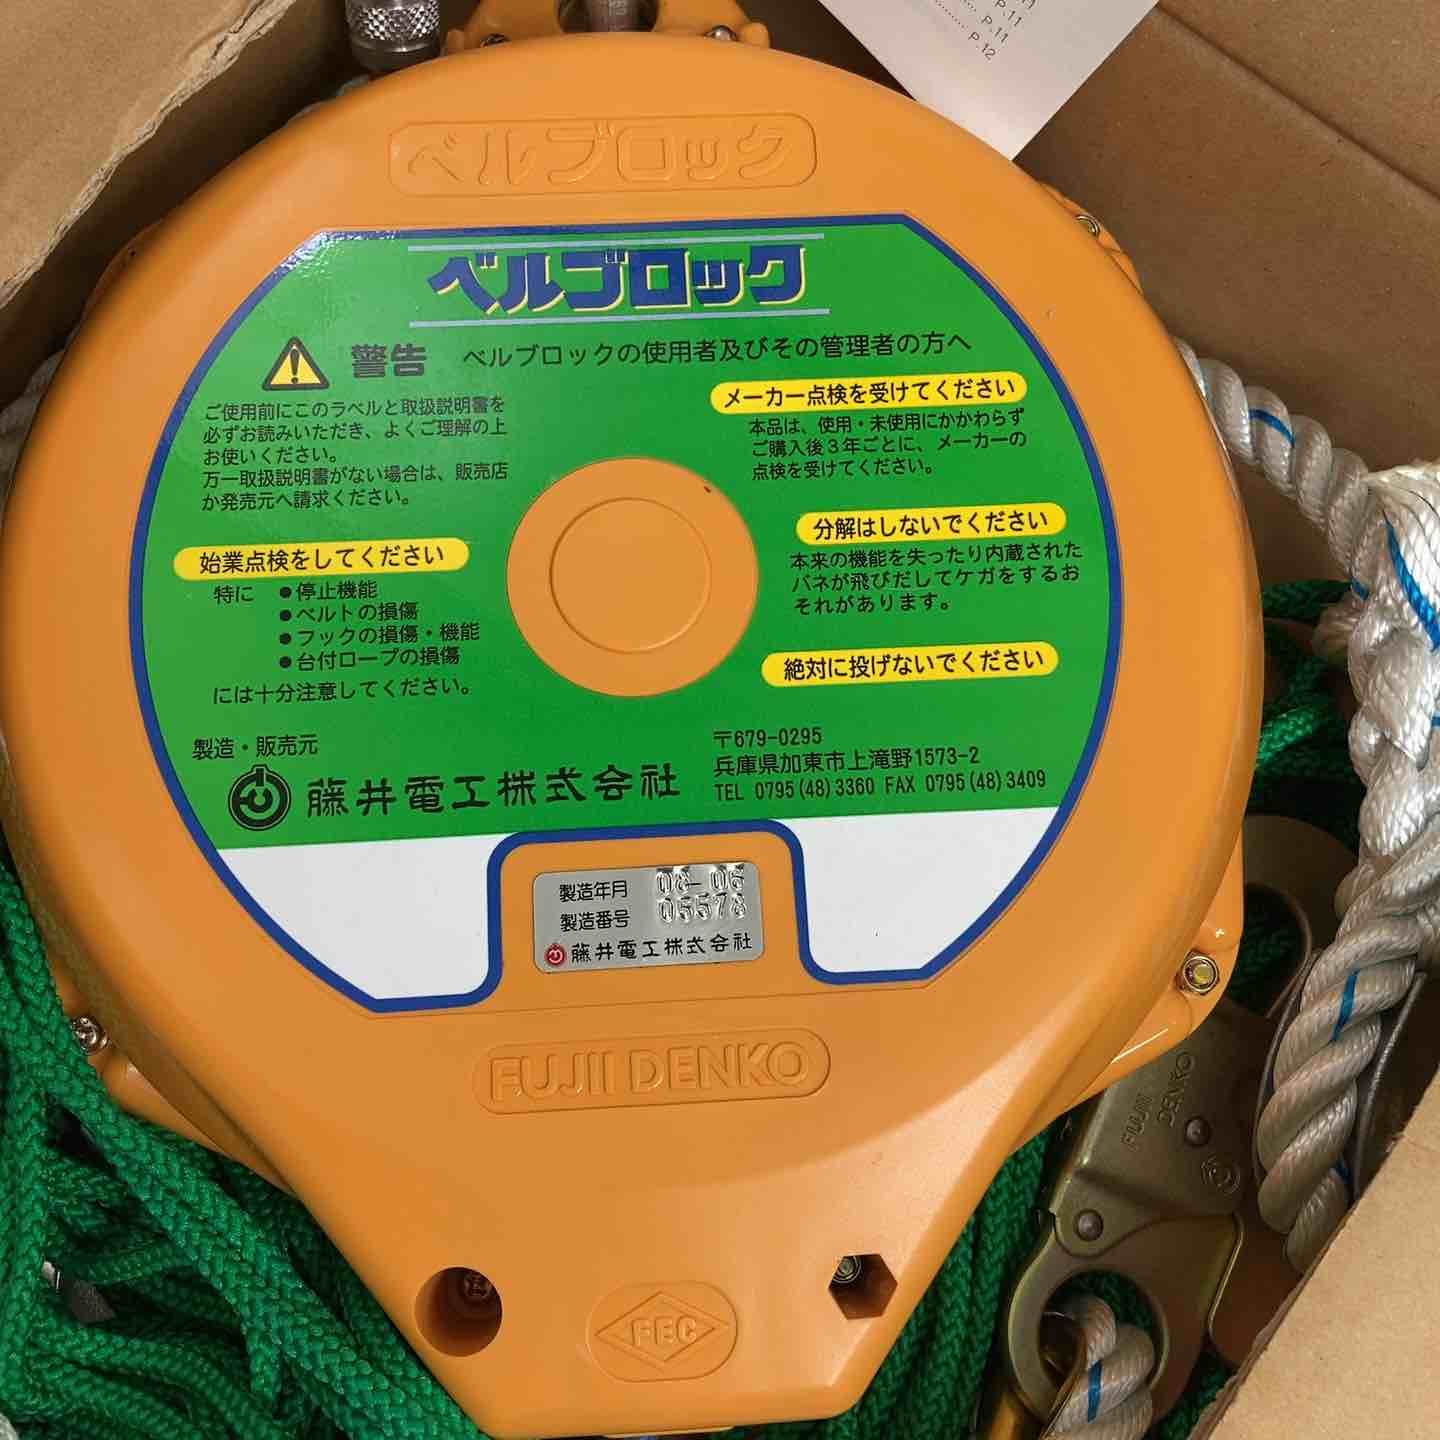 P.11
P.11
P.12
ベルブロック
ベルブロック
警告 ベルブロックの使用者及びその管理者の方へ
ご使用前にこのラベルと取扱説明書を
必ずお読みいただき、よくご理解の上
お使いください。
万一取扱説明書がない場合は、販売店
か発売元へ請求ください。
始業点検をしてください
特に ●停止機能
●ベルトの損傷
●フックの損傷・機能
●台付ロープの損傷
には十分注意してください。
メーカー点検を受けてください
本品は、使用・未使用にかかわらず
ご購入後3年ごとに、メーカーの
点検を受けてください。
分解はしないでください
本来の機能を失ったり内蔵された
バネが飛びだしてケガをするお
それがあります。
絶対に投げないでください
製造・販売元
藤井電工株式会社
〒679-0295
兵庫県加東市上滝野1573-2
TEL 0795(48)3360 FAX 0795(48)3409
製造年月 08-06
製造番号 05578
藤井電工株式会社
FUJII DENKO
FEC
FUJII
DENKO